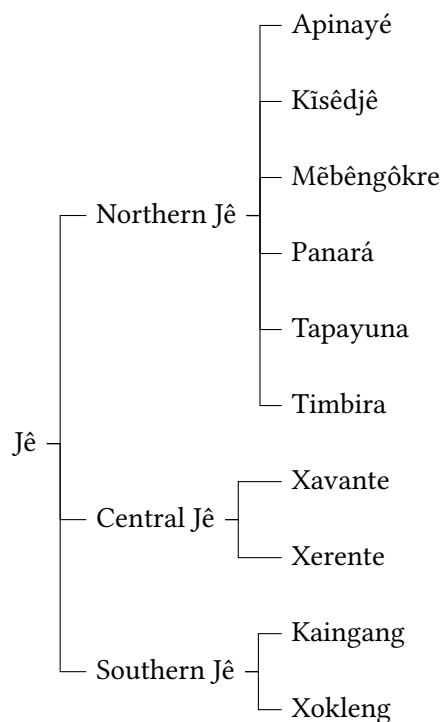 Apinayé
Kĩsêdjê
Mẽbêngôkre
Northern Jê
Panará
Tapayuna
Timbira
Jê
Xavante
Central Jê
Xerente
Kaingang
Southern Jê
Xokleng